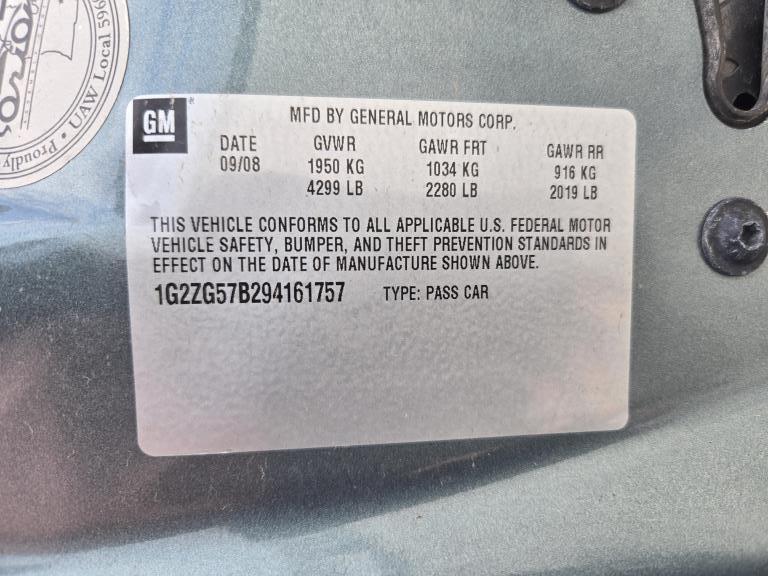 Proudly
• UAW Local 596
GM
MFD BY GENERAL MOTORS CORP.
DATE GVWR GAWR FRT GAWR RR
09/08 1950 KG 1034 KG 916 KG
4299 LB 2280 LB 2019 LB
THIS VEHICLE CONFORMS TO ALL APPLICABLE U.S. FEDERAL MOTOR
VEHICLE SAFETY, BUMPER, AND THEFT PREVENTION STANDARDS IN
EFFECT ON THE DATE OF MANUFACTURE SHOWN ABOVE.
1G2ZG57B294161757 TYPE: PASS CAR